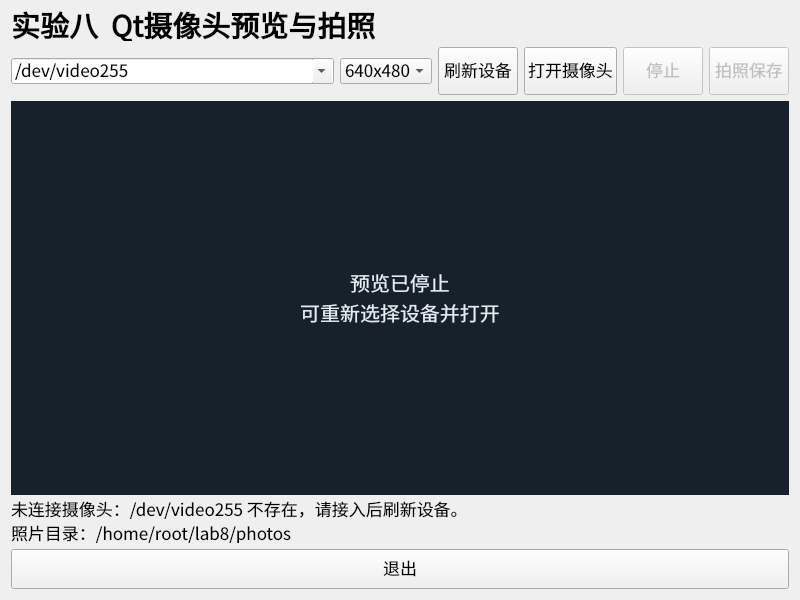 实验八 Qt摄像头预览与拍照
/dev/video255 640x480 刷新设备 打开摄像头 停止 拍照保存
预览已停止
可重新选择设备并打开
未连接摄像头：/dev/video255 不存在，请接入后刷新设备。
照片目录：/home/root/lab8/photos
退出